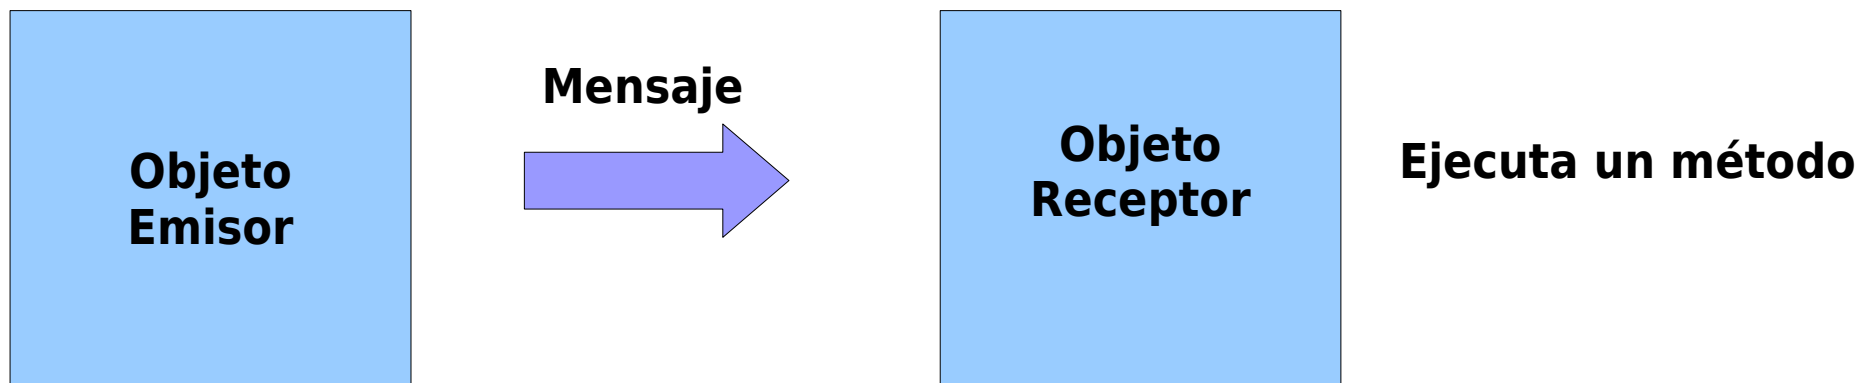 Objeto
Emisor
Mensaje
Objeto
Receptor
Ejecuta un método